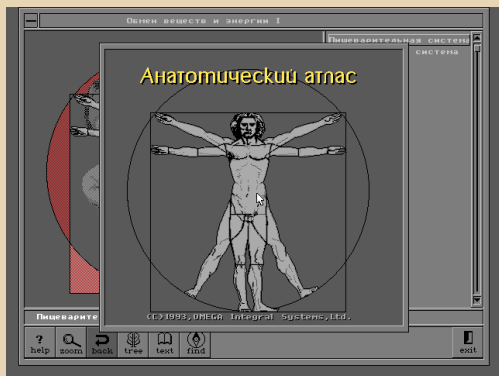 Обмен веществ и энергии I
Пищеварительная система
система
Анатомический атлас
(C)1993,OMEGA Integral Systems,Ltd.
Пищеварите
help zoom back tree text find exit